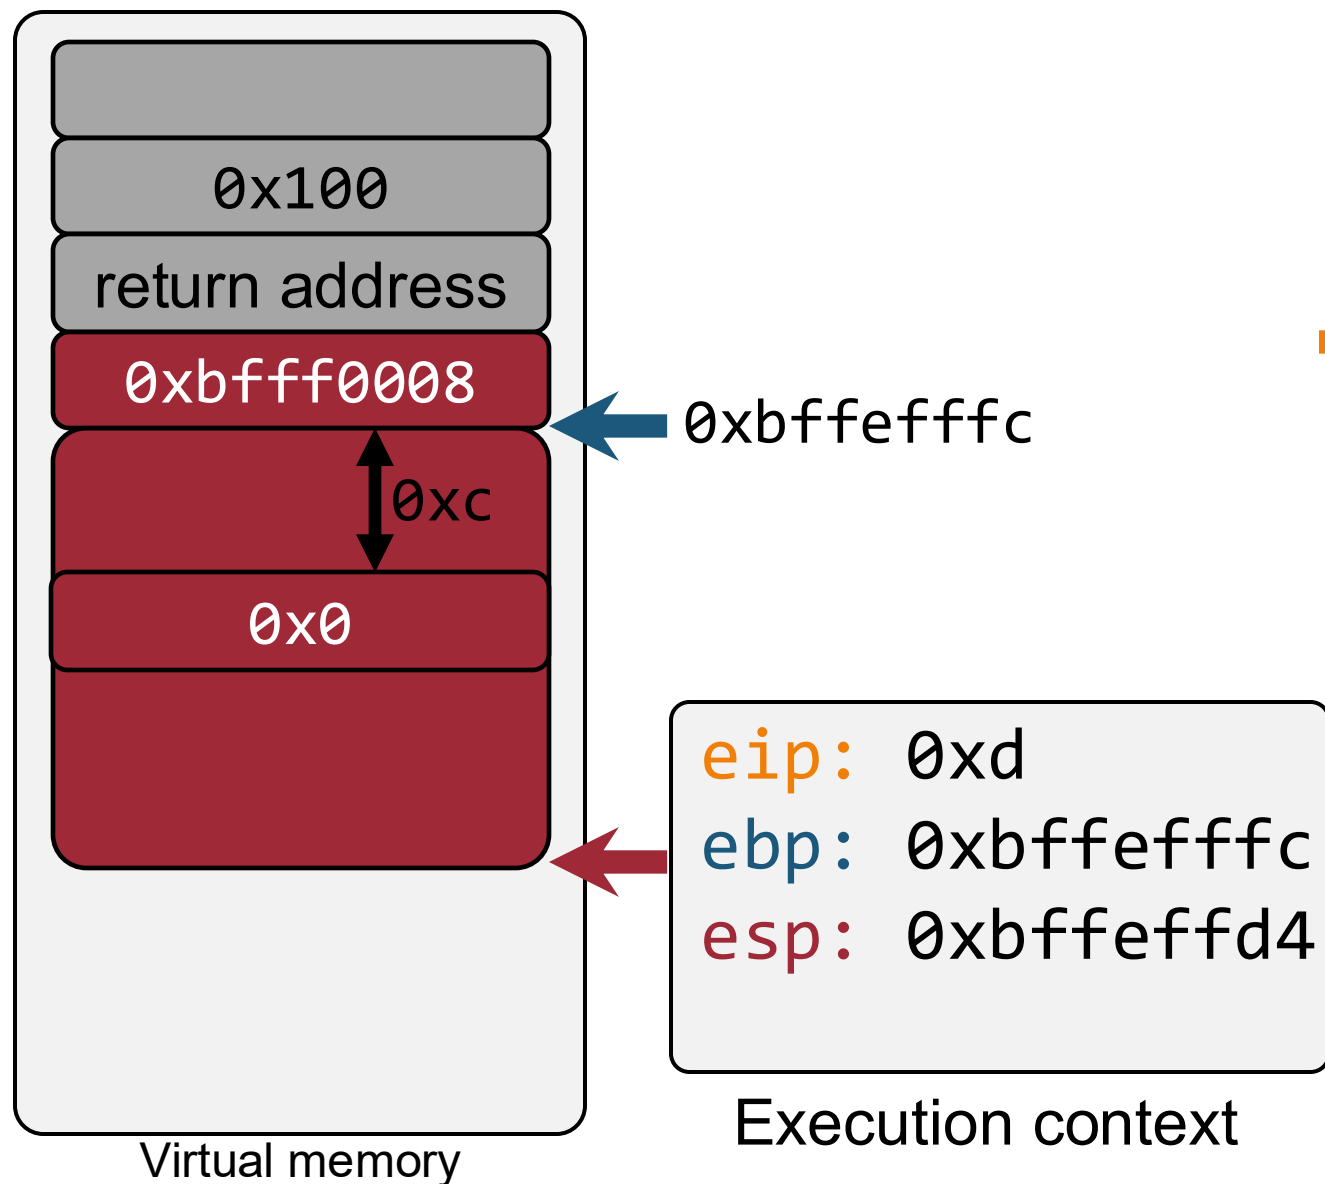 0x100
return address
0xbfff0008
0xbffefffc
0xc
0x0
eip: 0xd
ebp: 0xbffefffc
esp: 0xbffeffd4
Execution context
Virtual memory